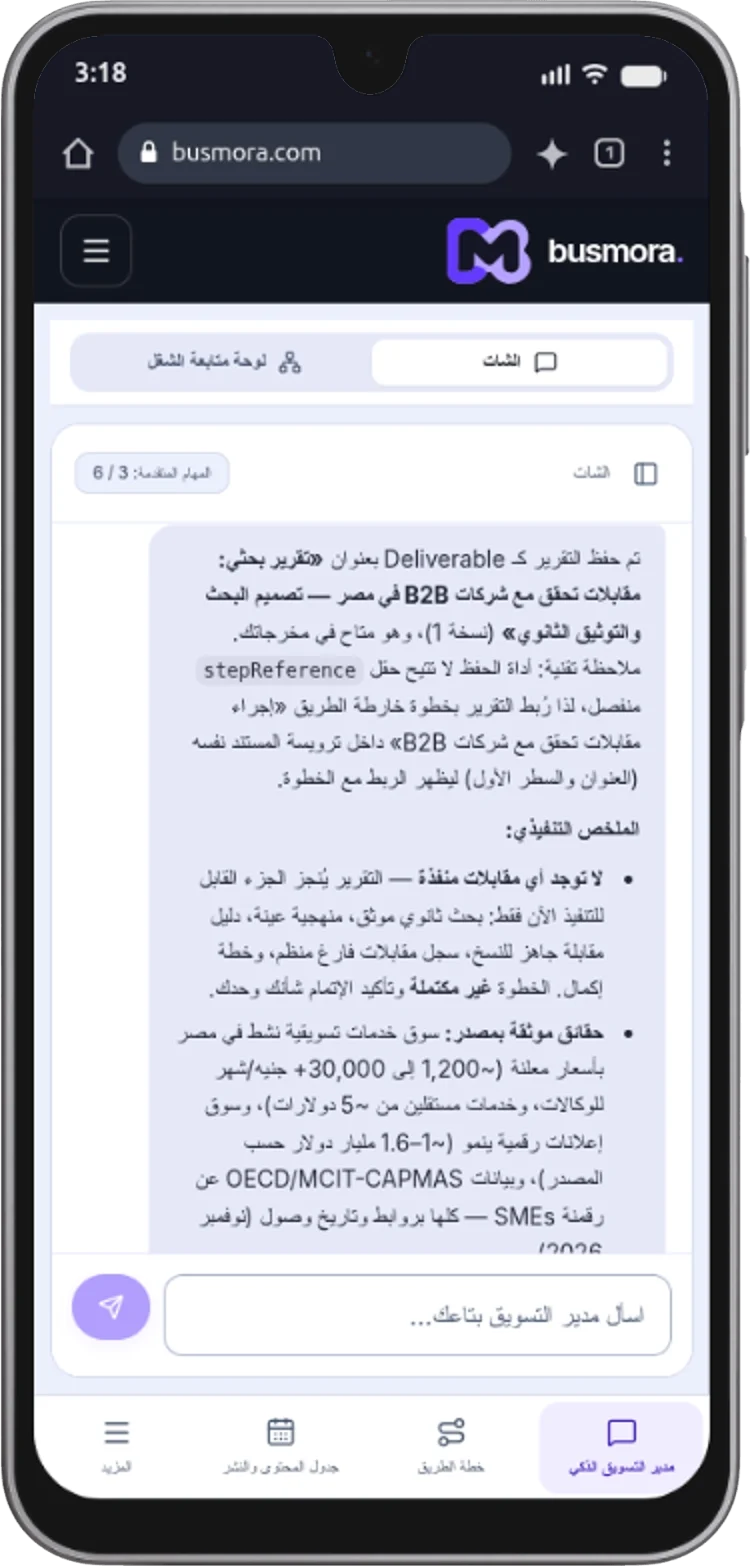 3:18
busmora.com
1
busmora.
الشات
لوحة متابعة الشغل
الشات
المهام المتقدمة: 3 / 6
تم حفظ التقرير كـ Deliverable بعنوان «تقرير بحثي:
مقابلات تحقق مع شركات B2B في مصر — تصميم البحث
والتوثيق الثانوي» (نسخة 1)، وهو متاح في مخرجاتك.
ملاحظة تقنية: أداة الحفظ لا تتيح حقل stepReference
منفصل، لذا رُبط التقرير بخطوة خارطة الطريق «إجراء
مقابلات تحقق مع شركات B2B» داخل ترويسة المستند نفسه
(العنوان والسطر الأول) ليظهر الربط مع الخطوة.
الملخص التنفيذي:
• لا توجد أي مقابلات منفذة — التقرير يُنجز الجزء القابل
للتنفيذ الآن فقط: بحث ثانوي موثق، منهجية عينة، دليل
مقابلة جاهز للنسخ، سجل مقابلات فارغ منظم، وخطة
إكمال. الخطوة غير مكتملة وتأكيد الإتمام شأنك وحدك.
• حقائق موثقة بمصدر: سوق خدمات تسويقية نشط في مصر
بأسعار معلنة (~1,200 إلى 30,000+ جنيه/شهر
للوكالات، وخدمات مستقلين من ~5 دولارات)، وسوق
إعلانات رقمية ينمو (~1–1.6 مليار دولار حسب
المصدر)، وبيانات OECD/MCIT-CAPMAS عن
رقمنة SMEs — كلها بروابط وتاريخ وصول (نوفمبر
2026)
اسأل مدير التسويق بتاعك...
مدير التسويق الذكي
خطة الطريق
جدول المحتوى والنشر
المزيد